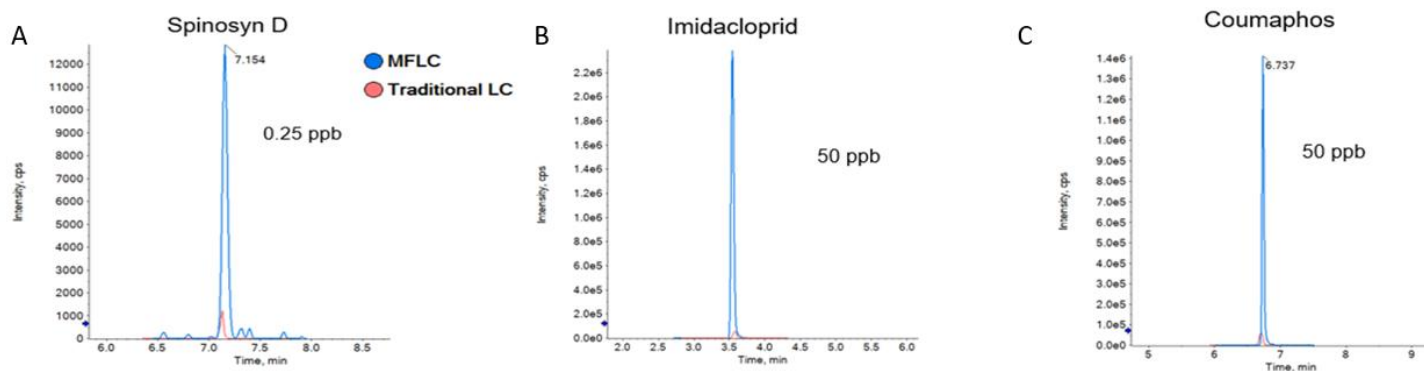 A
Spinosyn D
Intensity, cps
12000
11000
10000
9000
8000
7000
6000
5000
4000
3000
2000
1000
0
7.154
0.25 ppb
6.0 6.5 7.0 7.5 8.0 8.5
Time, min
MFLC
Traditional LC
B
Imidacloprid
Intensity, cps
2.2e6
2.0e6
1.8e6
1.6e6
1.4e6
1.2e6
1.0e6
8.0e5
6.0e5
4.0e5
2.0e5
0.0e0
50 ppb
2.0 2.5 3.0 3.5 4.0 4.5 5.0 5.5 6.0
Time, min
C
Coumaphos
Intensity, cps
1.4e6
1.3e6
1.2e6
1.1e6
1.0e6
9.0e5
8.0e5
7.0e5
6.0e5
5.0e5
4.0e5
3.0e5
2.0e5
1.0e5
0.0e0
6.737
50 ppb
5 6 7 8 9
Time, min